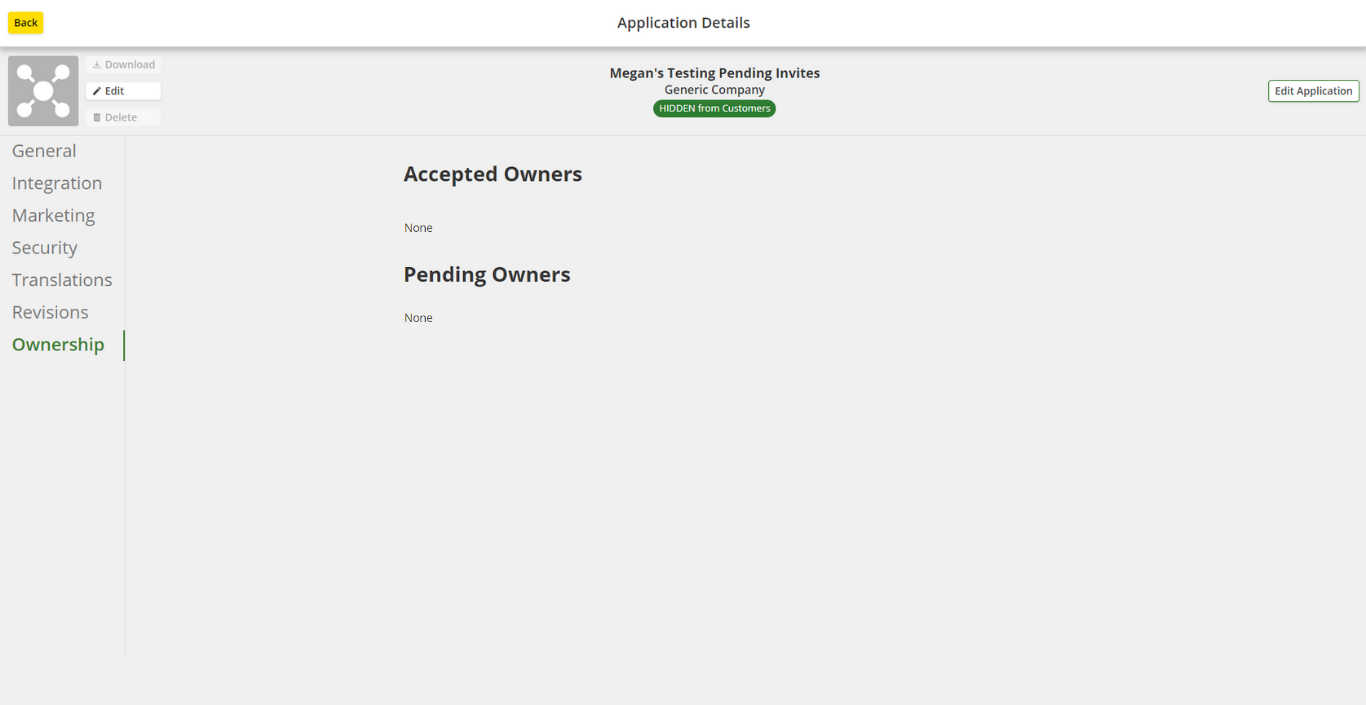 Back
Application Details
Download
Edit
Delete
Megan's Testing Pending Invites
Generic Company
HIDDEN from Customers
Edit Application
General
Integration
Marketing
Security
Translations
Revisions
Ownership
Accepted Owners
None
Pending Owners
None